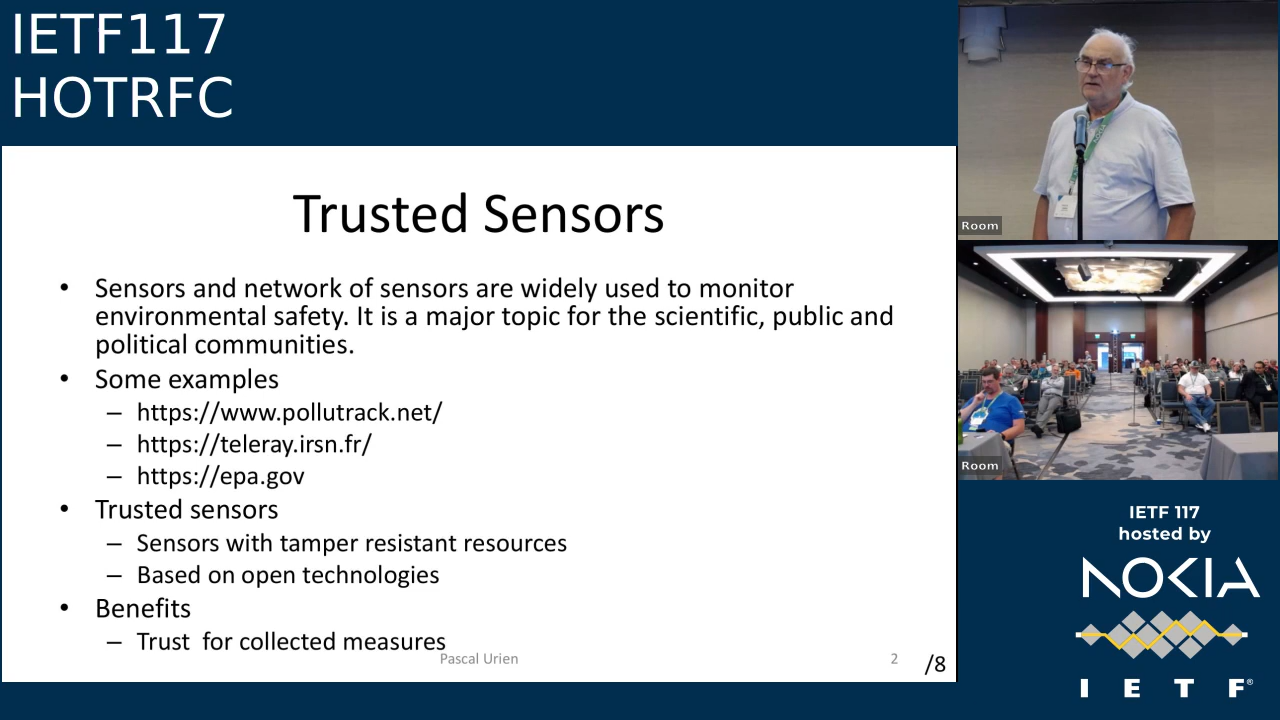 IETF117
HOTRFC
Trusted Sensors
• Sensors and network of sensors are widely used to monitor
environmental safety. It is a major topic for the scientific, public and
political communities.
• Some examples
– https://www.pollutrack.net/
– https://teleray.irsn.fr/
– https://epa.gov
• Trusted sensors
– Sensors with tamper resistant resources
– Based on open technologies
• Benefits
– Trust  for collected measures
Pascal Urien
2
/8
Room
Room
IETF 117
hosted by
NOKIA
I E T F®